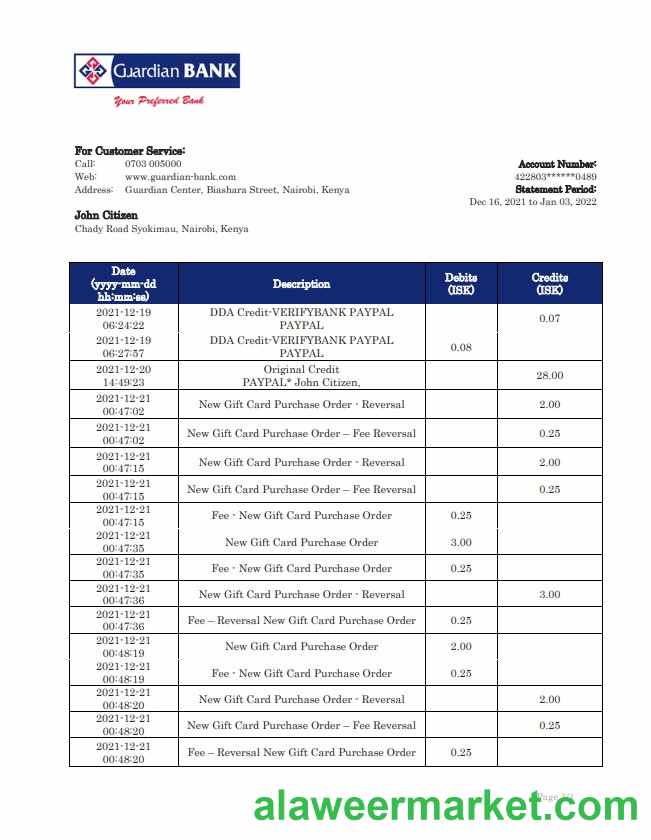 Guardian BANK
Your Preferred Bank
For Customer Service:
Call: 0703 005000
Web: www.guardian-bank.com
Address: Guardian Center, Biashara Street, Nairobi, Kenya
Account Number:
422803******0489
Statement Period:
Dec 16, 2021 to Jan 03, 2022
John Citizen
Chady Road Syokimau, Nairobi, Kenya
Date
(yyyy-mm-dd
hh:mm:ss)
Description
Debits
(ISK)
Credits
(ISK)
2021-12-19
06:24:22
DDA Credit-VERIFYBANK PAYPAL
PAYPAL
0.07
2021-12-19
06:27:57
DDA Credit-VERIFYBANK PAYPAL
PAYPAL
0.08
2021-12-20
14:49:23
Original Credit
PAYPAL* John Citizen,
28.00
2021-12-21
00:47:02
New Gift Card Purchase Order - Reversal
2.00
2021-12-21
00:47:02
New Gift Card Purchase Order – Fee Reversal
0.25
2021-12-21
00:47:15
New Gift Card Purchase Order - Reversal
2.00
2021-12-21
00:47:15
New Gift Card Purchase Order – Fee Reversal
0.25
2021-12-21
00:47:15
Fee - New Gift Card Purchase Order
0.25
2021-12-21
00:47:35
New Gift Card Purchase Order
3.00
2021-12-21
00:47:35
Fee - New Gift Card Purchase Order
0.25
2021-12-21
00:47:36
New Gift Card Purchase Order - Reversal
3.00
2021-12-21
00:47:36
Fee – Reversal New Gift Card Purchase Order
0.25
2021-12-21
00:48:19
New Gift Card Purchase Order
2.00
2021-12-21
00:48:19
Fee - New Gift Card Purchase Order
0.25
2021-12-21
00:48:20
New Gift Card Purchase Order - Reversal
2.00
2021-12-21
00:48:20
New Gift Card Purchase Order – Fee Reversal
0.25
2021-12-21
00:48:20
Fee – Reversal New Gift Card Purchase Order
0.25
Page
alaweermarket.com